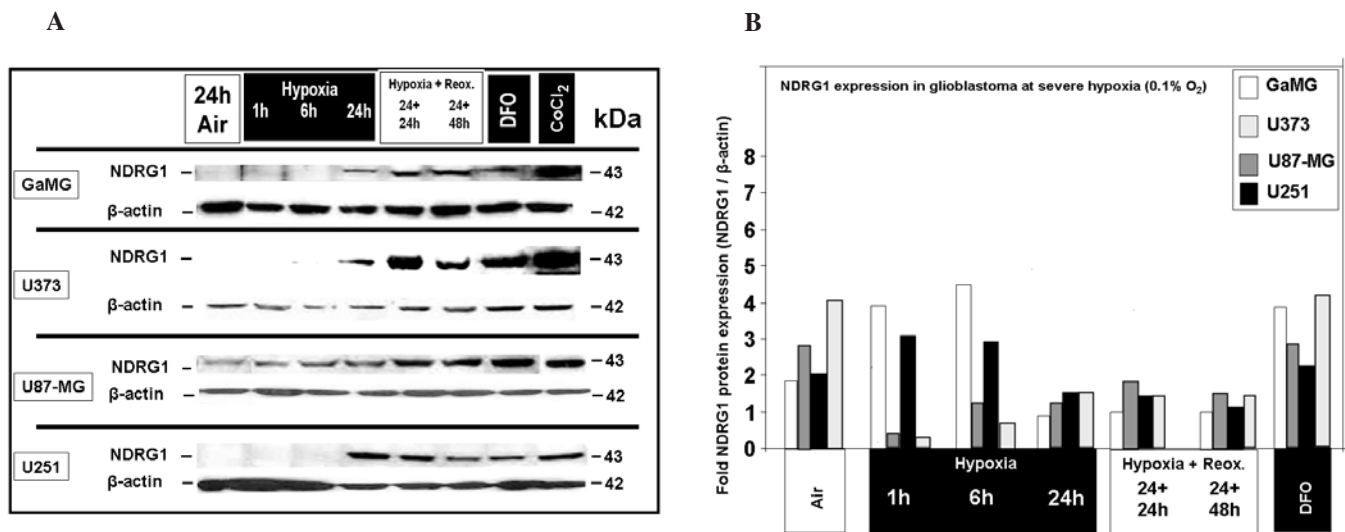 A
B
24h Air
Hypoxia
1h 6h 24h
Hypoxia + Reox.
24+ 24h
24+ 48h
DFO
CoCl2
kDa
GaMG
NDRG1 – –43
β-actin – –42
U373
NDRG1 – –43
β-actin – –42
U87-MG
NDRG1 – –43
β-actin – –42
U251
NDRG1 – –43
β-actin – –42
NDRG1 expression in glioblastoma at severe hypoxia (0.1% O2)
GaMG
U373
U87-MG
U251
Fold NDRG1 protein expression (NDRG1 / β-actin)
8
7
6
5
4
3
2
1
0
Air
Hypoxia
1h 6h 24h
Hypoxia + Reox.
24+ 24h
24+ 48h
DFO